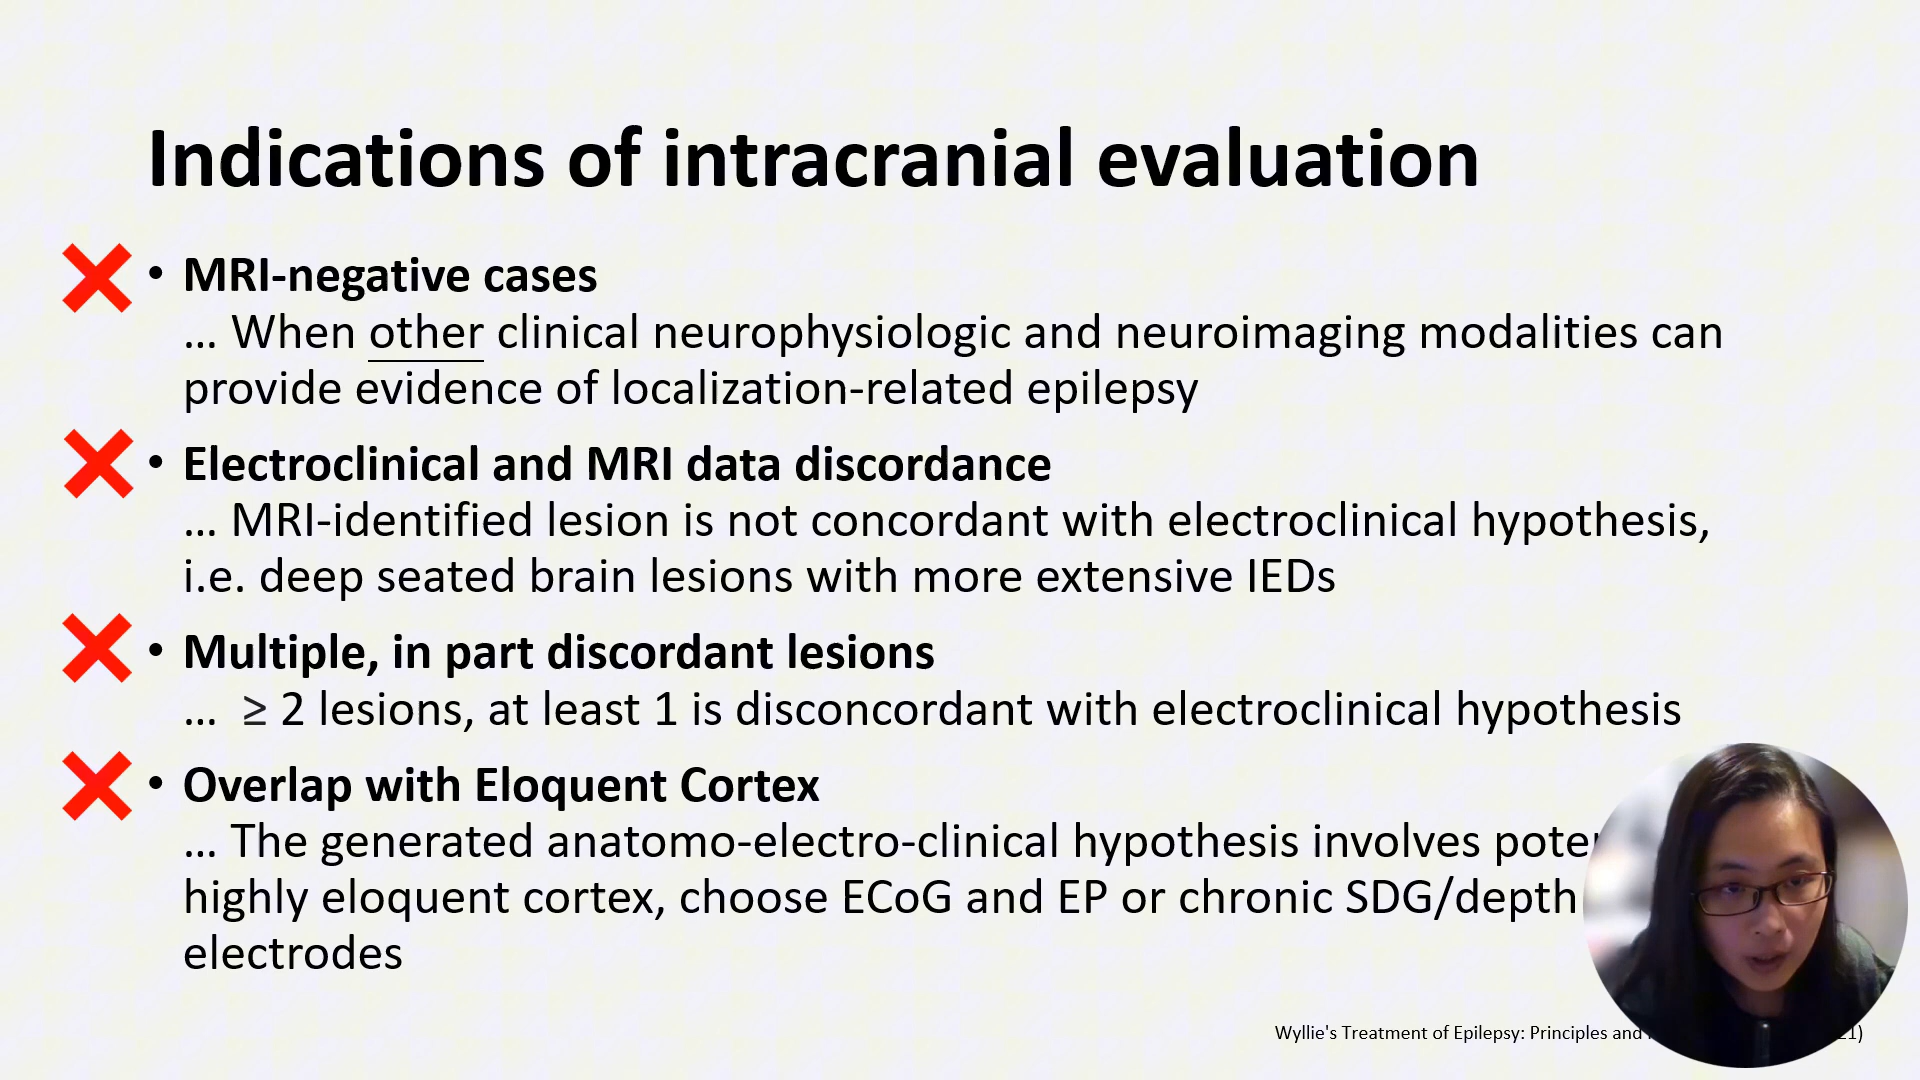 Indications of intracranial evaluation
• MRI-negative cases
... When other clinical neurophysiologic and neuroimaging modalities can
provide evidence of localization-related epilepsy
• Electroclinical and MRI data discordance
... MRI-identified lesion is not concordant with electroclinical hypothesis,
i.e. deep seated brain lesions with more extensive IEDs
• Multiple, in part discordant lesions
... ≥ 2 lesions, at least 1 is disconcordant with electroclinical hypothesis
• Overlap with Eloquent Cortex
... The generated anatomo-electro-clinical hypothesis involves
highly eloquent cortex, choose ECoG and EP or chronic SDG/depth
electrodes
Wyllie's Treatment of Epilepsy: Principles and